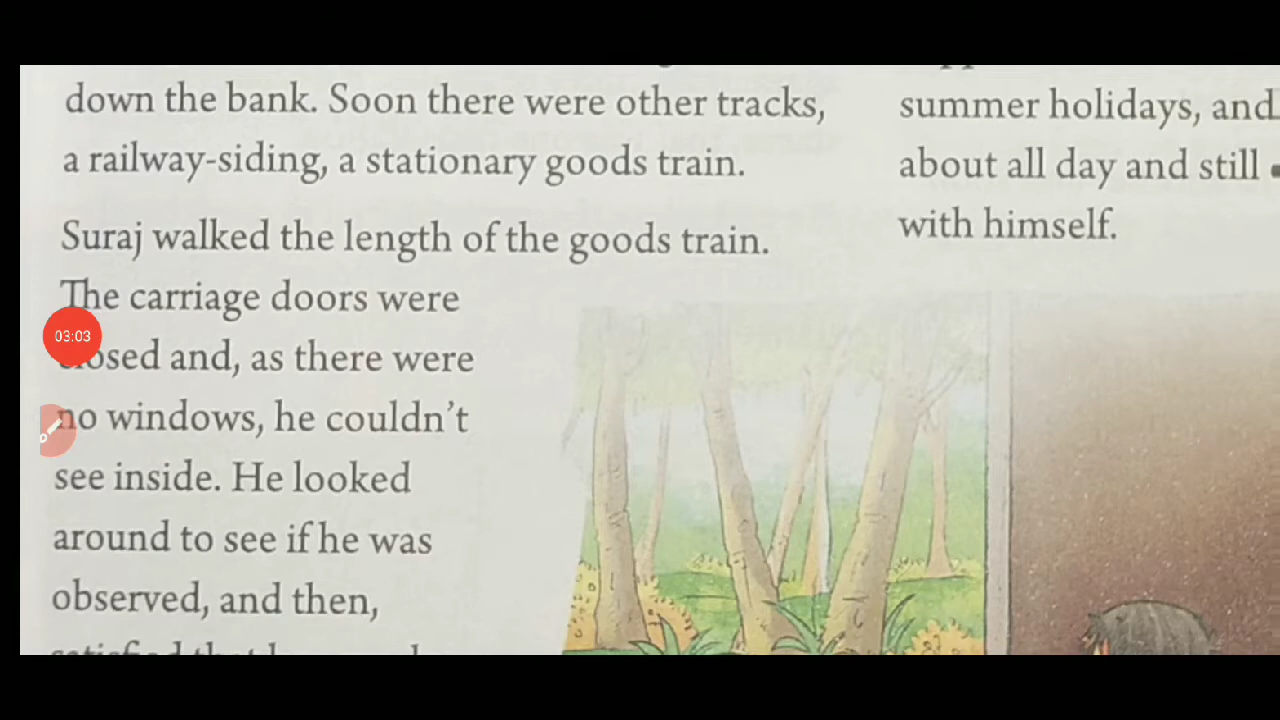 down the bank. Soon there were other tracks,
a railway-siding, a stationary goods train.
Suraj walked the length of the goods train.
The carriage doors were
closed and, as there were
no windows, he couldn't
see inside. He looked
around to see if he was
observed, and then,
summer holidays, and
about all day and still
with himself.
03:03